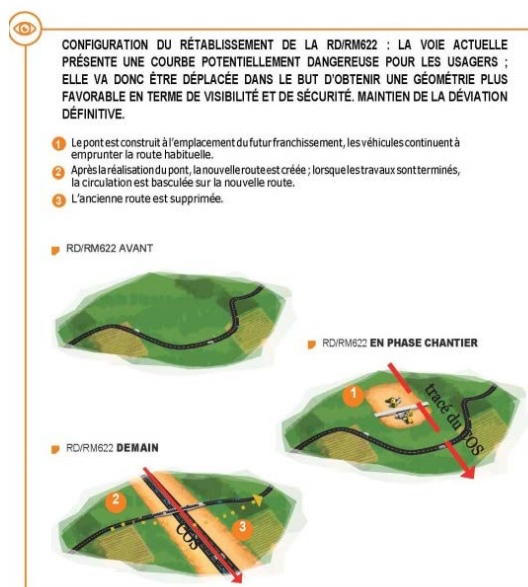 CONFIGURATION DU RÉTABLISSEMENT DE LA RD/RM622 : LA VOIE ACTUELLE
PRÉSENTE UNE COURBE POTENTIELLEMENT DANGEREUSE POUR LES USAGERS ;
ELLE VA DONC ÊTRE DÉPLACÉE DANS LE BUT D'OBTENIR UNE GÉOMÉTRIE PLUS
FAVORABLE EN TERME DE VISIBILITÉ ET DE SÉCURITÉ. MAINTIEN DE LA DÉVIATION
DÉFINITIVE.
1 Le pont est construit à l'emplacement du futur franchissement, les véhicules continuent à
emprunter la route habituelle.
2 Après la réalisation du pont, la nouvelle route est créée ; lorsque les travaux sont terminés,
la circulation est basculée sur la nouvelle route.
3 L'ancienne route est supprimée.
RD/RM622 AVANT
RD/RM622 EN PHASE CHANTIER
1
tracé du COS
RD/RM622 DEMAIN
2
COS
3